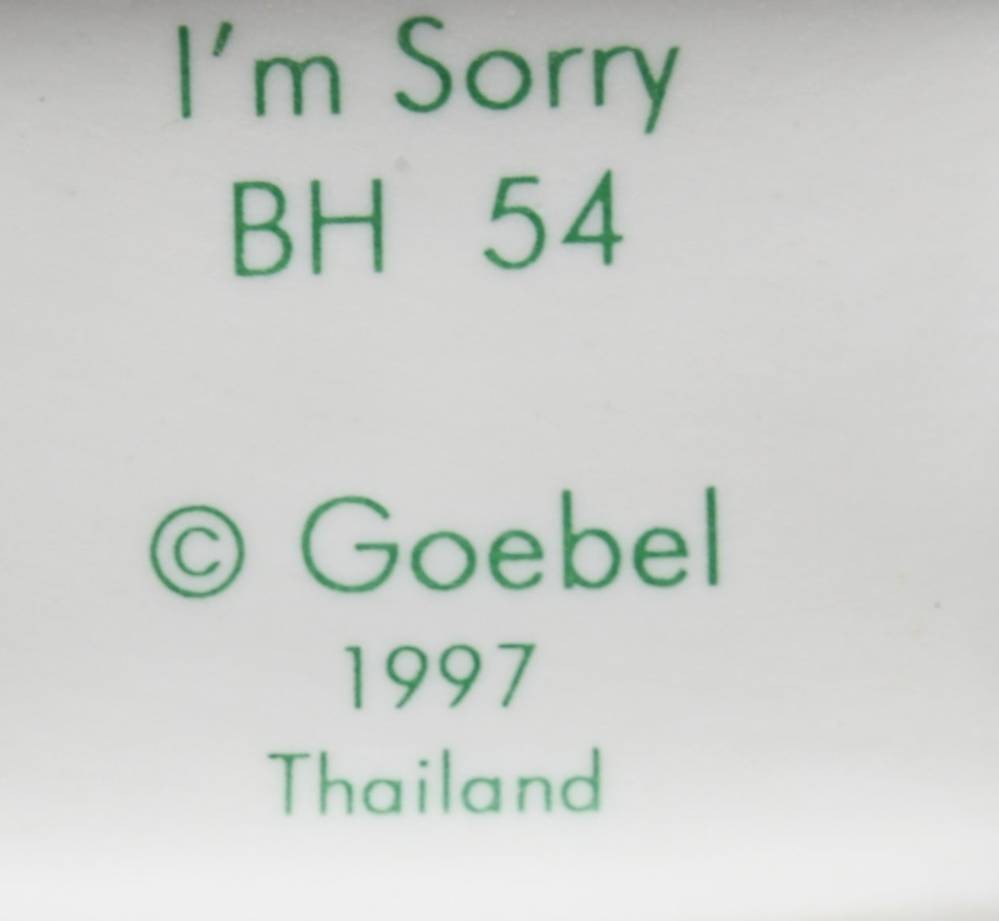 I'm Sorry
BH 54
© Goebel
1997
Thailand